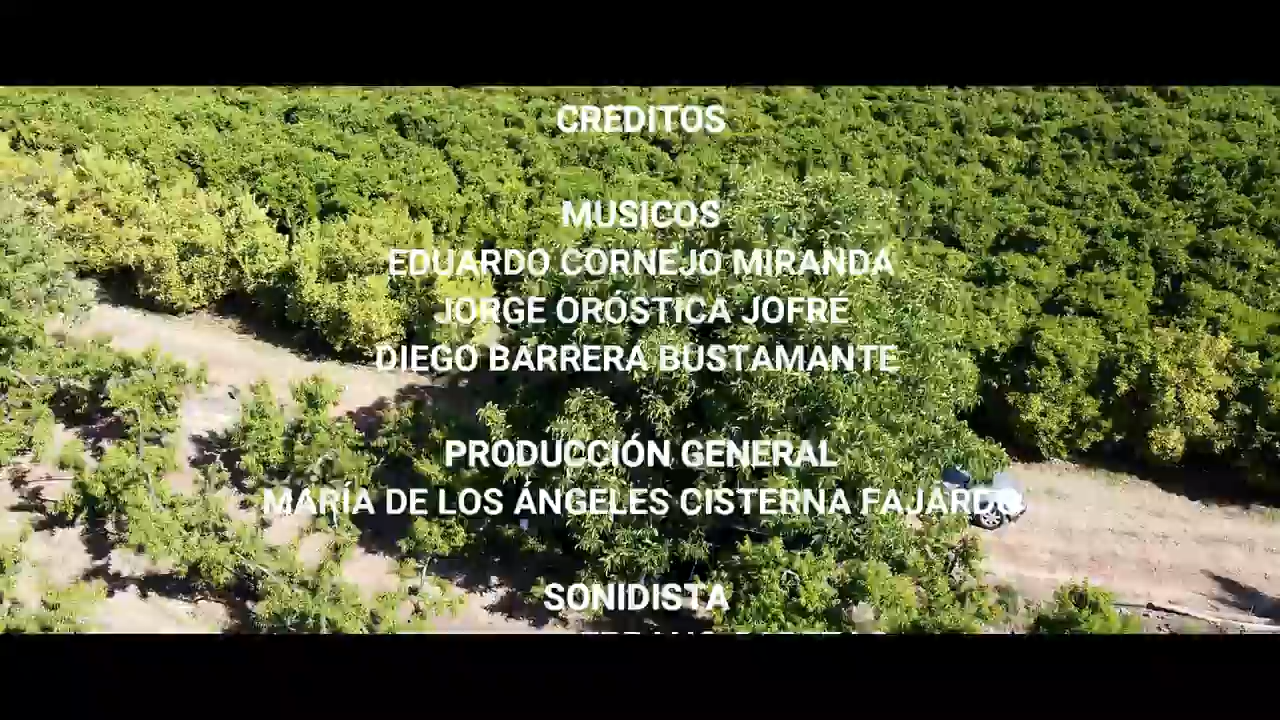 CREDITOS
MUSICOS
EDUARDO CORNEJO MIRANDA
JORGE ORÓSTICA JOFRÉ
DIEGO BARRERA BUSTAMANTE
PRODUCCIÓN GENERAL
MARÍA DE LOS ÁNGELES CISTERNA FAJARDO
SONIDISTA